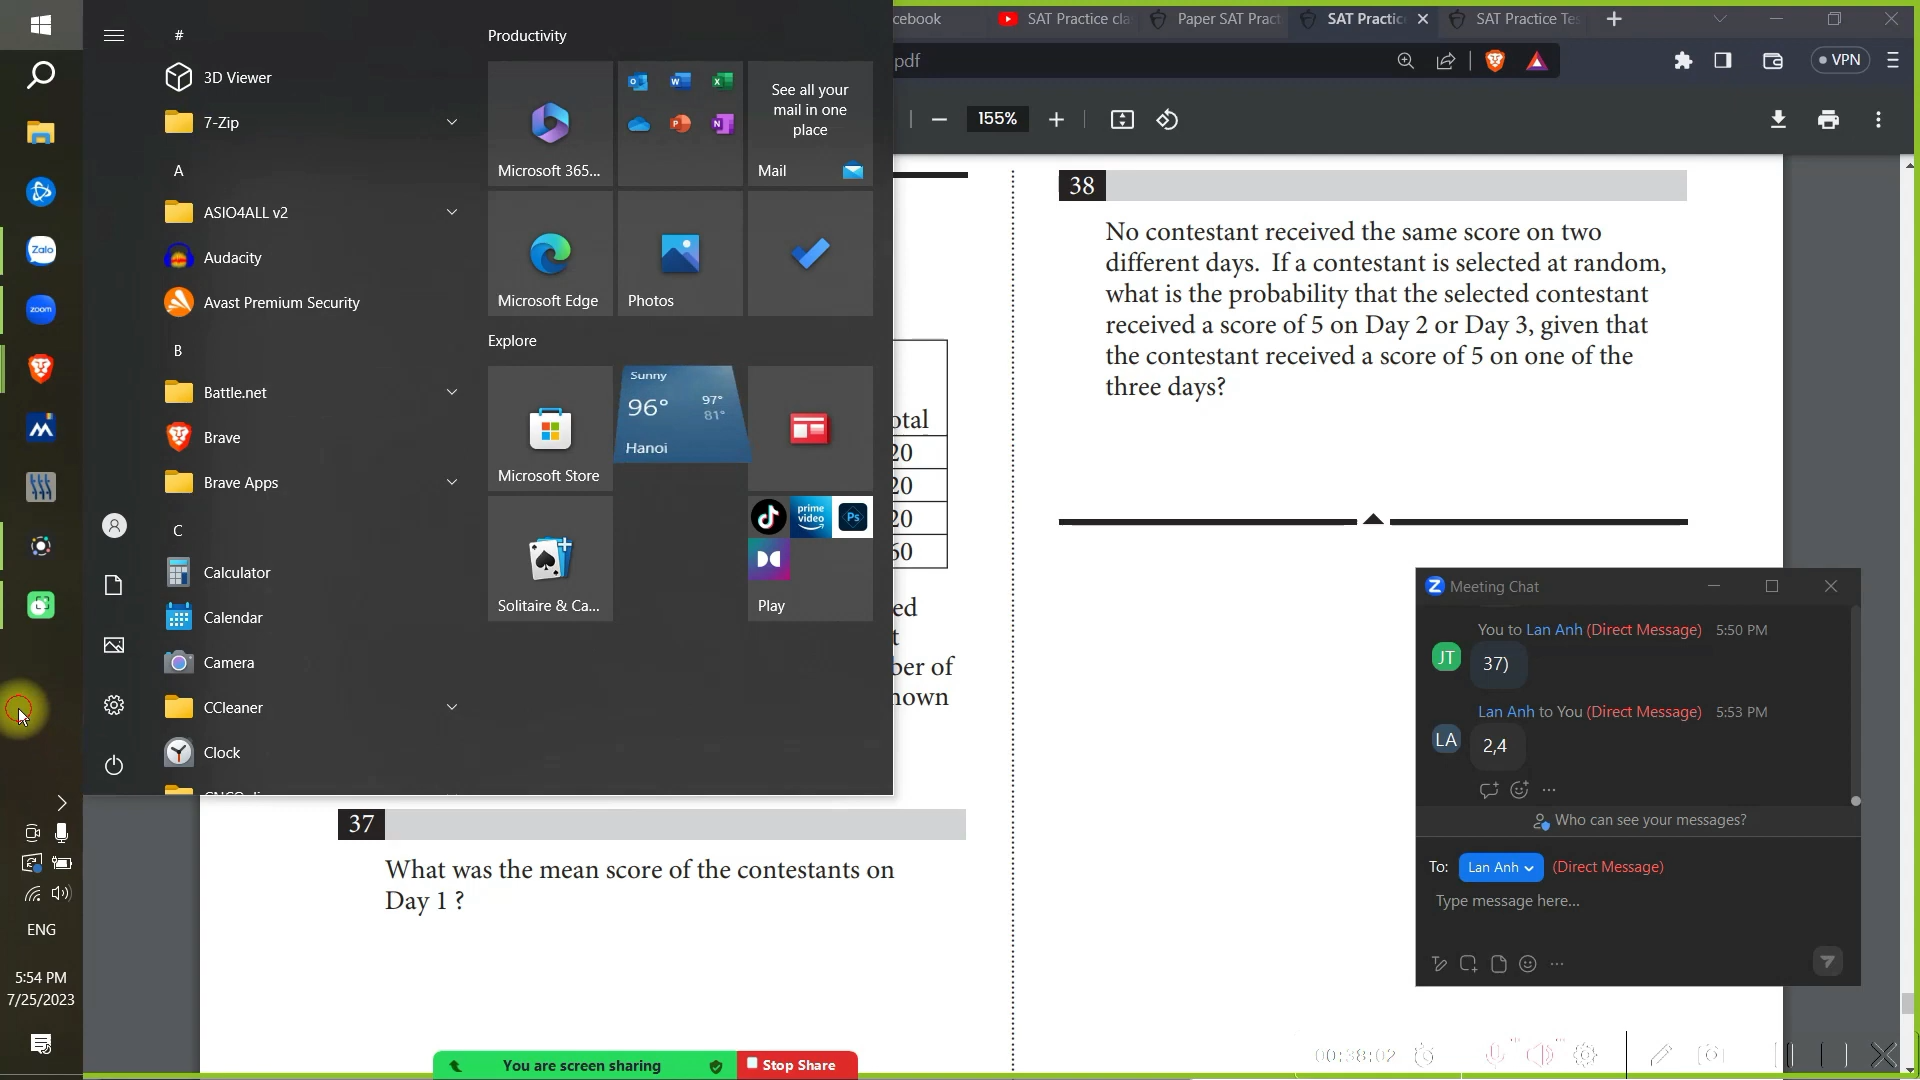 #
3D Viewer
7-Zip
A
ASIO4ALL v2
Audacity
Avast Premium Security
B
Battle.net
Brave
Brave Apps
C
Calculator
Calendar
Camera
CCleaner
Clock
Productivity
Microsoft 365...
See all your
mail in one
place
Mail
Microsoft Edge
Photos
Explore
Microsoft Store
Sunny
96°
97°
81°
Hanoi
Solitaire & Ca...
prime
video
Ps
Play
Zalo
zoom
ENG
5:54 PM
7/25/2023
cebook
SAT Practice cla
Paper SAT Pract
SAT Practic
SAT Practice Tes
pdf
VPN
155%
otal
20
20
20
60
ed
t
ber of
nown
37
What was the mean score of the contestants on
Day 1 ?
38
No contestant received the same score on two
different days. If a contestant is selected at random,
what is the probability that the selected contestant
received a score of 5 on Day 2 or Day 3, given that
the contestant received a score of 5 on one of the
three days?
Meeting Chat
You to Lan Anh (Direct Message) 5:50 PM
JT
37)
Lan Anh to You (Direct Message) 5:53 PM
LA
2,4
Who can see your messages?
To: Lan Anh (Direct Message)
Type message here...
You are screen sharing
Stop Share
00:38:02